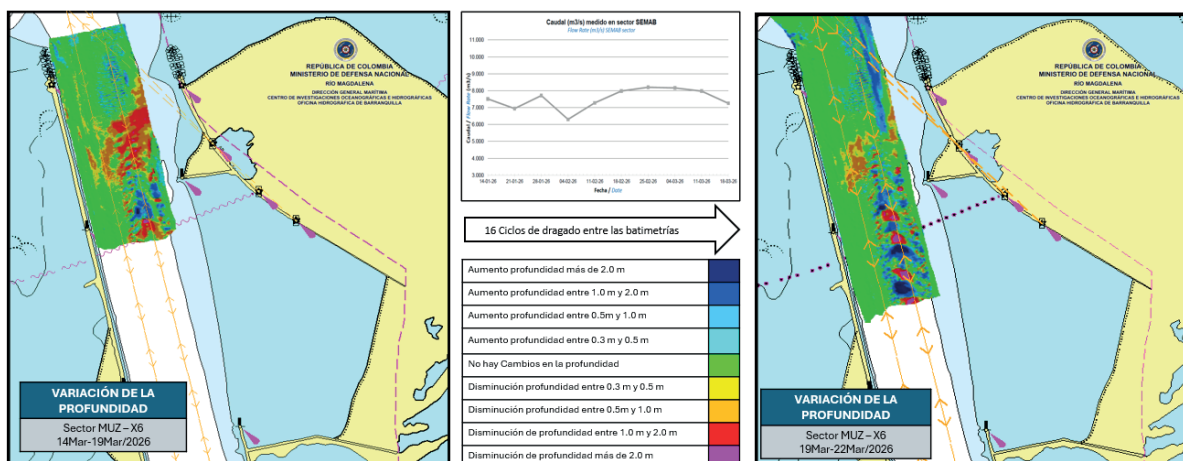 REPÚBLICA DE COLOMBIA
MINISTERIO DE DEFENSA NACIONAL
RÍO MAGDALENA
DIRECCIÓN GENERAL MARÍTIMA
CENTRO DE INVESTIGACIONES OCEANOGRÁFICAS E HIDROGRÁFICAS
OFICINA HIDROGRÁFICA DE BARRANQUILLA
VARIACIÓN DE LA
PROFUNDIDAD
Sector MUZ – X6
14Mar-19Mar/2026
Caudal (m3/s) medido en sector SEMAB
Flow Rate (m3/s) SEMAB sector
Caudal / Flow Rate (m3/s)
11.000
10.000
9.000
8.000
7.000
6.000
5.000
4.000
3.000
14-01-26
21-01-26
28-01-26
04-02-26
11-02-26
18-02-26
25-02-26
04-03-26
11-03-26
18-03-26
Fecha / Date
16 Ciclos de dragado entre las batimetrías
Aumento profundidad más de 2.0 m
Aumento profundidad entre 1.0 m y 2.0 m
Aumento profundidad entre 0.5m y 1.0 m
Aumento profundidad entre 0.3 m y 0.5 m
No hay Cambios en la profundidad
Disminución profundidad entre 0.3 m y 0.5 m
Disminución profundidad entre 0.5m y 1.0 m
Disminución de profundidad entre 1.0 m y 2.0 m
Disminución de profundidad más de 2.0 m
REPÚBLICA DE COLOMBIA
MINISTERIO DE DEFENSA NACIONAL
RÍO MAGDALENA
DIRECCIÓN GENERAL MARÍTIMA
CENTRO DE INVESTIGACIONES OCEANOGRÁFICAS E HIDROGRÁFICAS
OFICINA HIDROGRÁFICA DE BARRANQUILLA
VARIACIÓN DE LA
PROFUNDIDAD
Sector MUZ – X6
19Mar-22Mar/2026